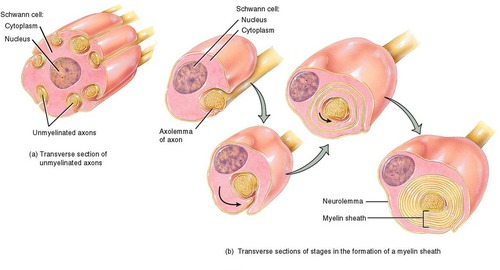 Schwann cell:
Cytoplasm
Nucleus
Unmyelinated axons
(a) Transverse section of
unmyelinated axons
Schwann cell:
Nucleus
Cytoplasm
Axolemma
of axon
Neurolemma
Myelin sheath
(b) Transverse sections of stages in the formation of a myelin sheath